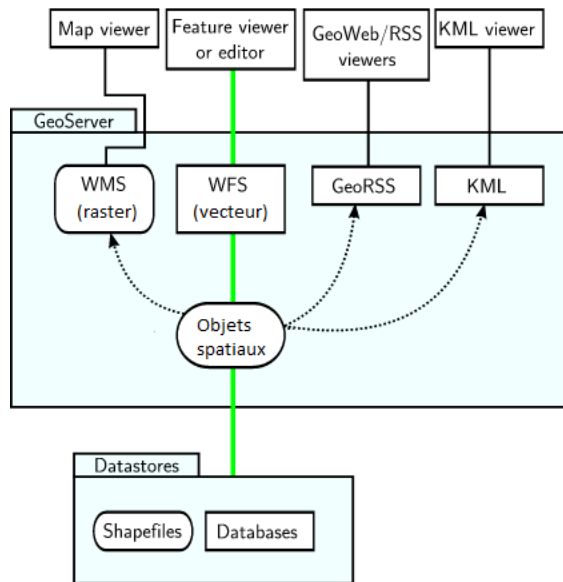 Map viewer
Feature viewer
or editor
GeoWeb/RSS
viewers
KML viewer
GeoServer
WMS
(raster)
WFS
(vecteur)
GeoRSS
KML
Objets
spatiaux
Datastores
Shapefiles
Databases